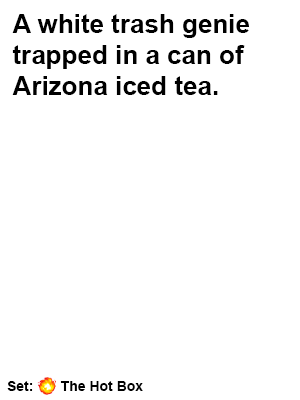 A white trash genie
trapped in a can of
Arizona iced tea.
Set: The Hot Box